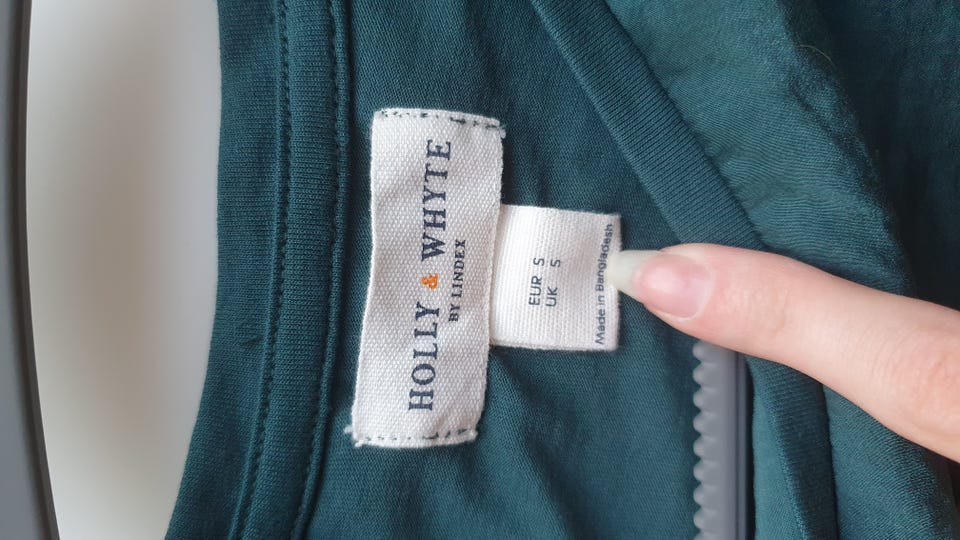 HOLLY & WHYTE
BY LINDEX
EUR S
UK S
Made in Bangladesh